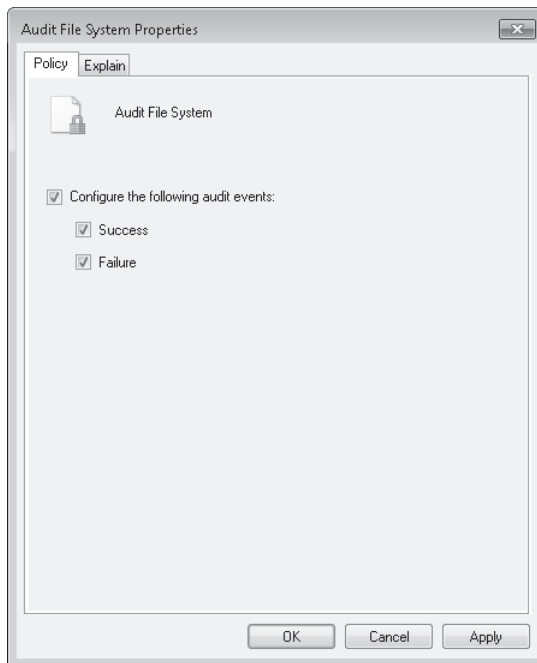 Audit File System Properties
Policy Explain
Audit File System
Configure the following audit events:
Success
Failure
OK Cancel Apply